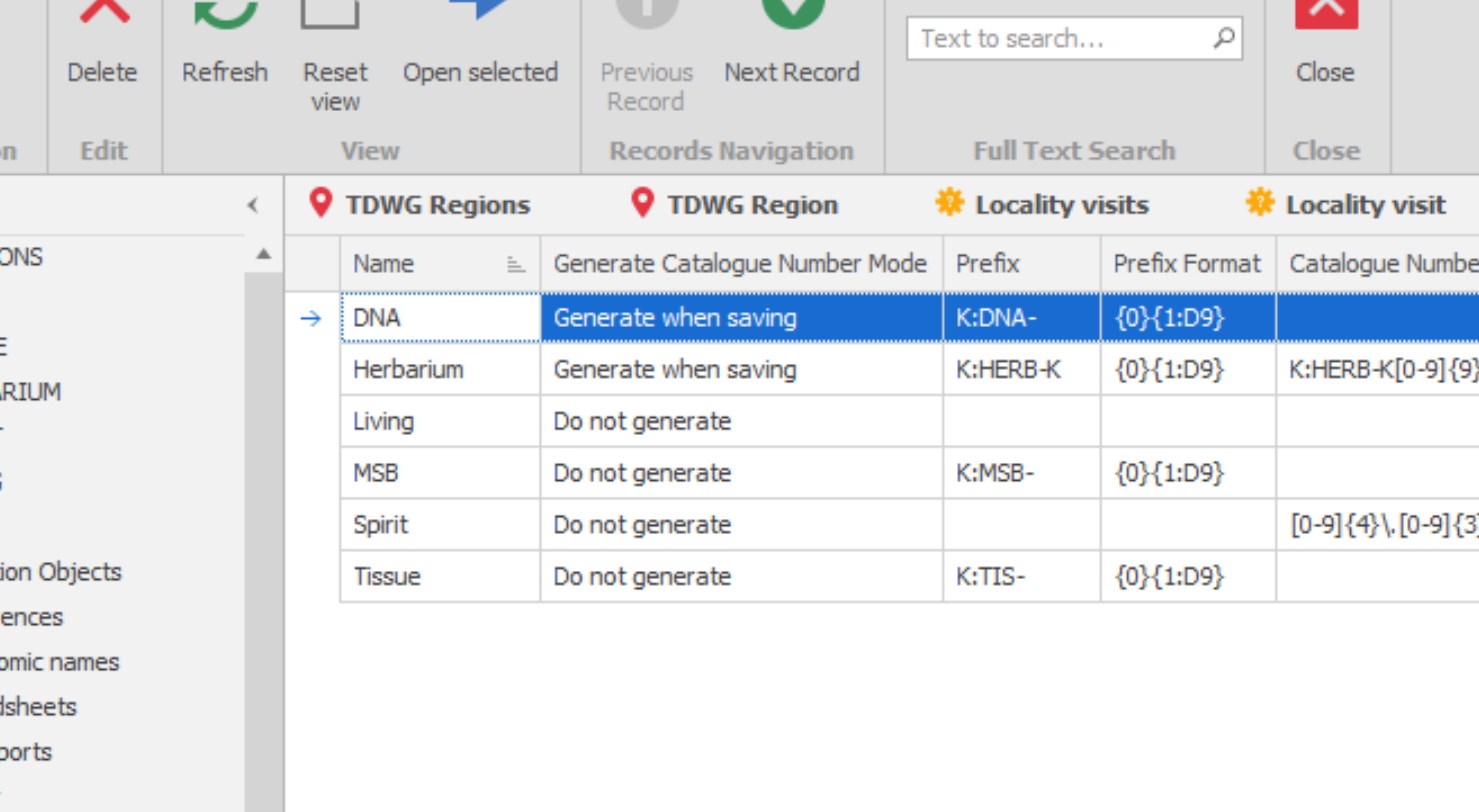 Delete
Refresh
Reset view
Open selected
Previous Record
Next Record
Text to search...
Close
Edit
View
Records Navigation
Full Text Search
Close
TDWG Regions
TDWG Region
Locality visits
Locality visit
Name
Generate Catalogue Number Mode
Prefix
Prefix Format
Catalogue Numbe
DNA
Generate when saving
K:DNA-
{0}{1:D9}
Herbarium
Generate when saving
K:HERB-K
{0}{1:D9}
K:HERB-K[0-9]{9}
Living
Do not generate
MSB
Do not generate
K:MSB-
{0}{1:D9}
Spirit
Do not generate
[0-9]{4}\.[0-9]{3
Tissue
Do not generate
K:TIS-
{0}{1:D9}
ONS
ARIUM
ion Objects
ences
omic names
dsheets
ports